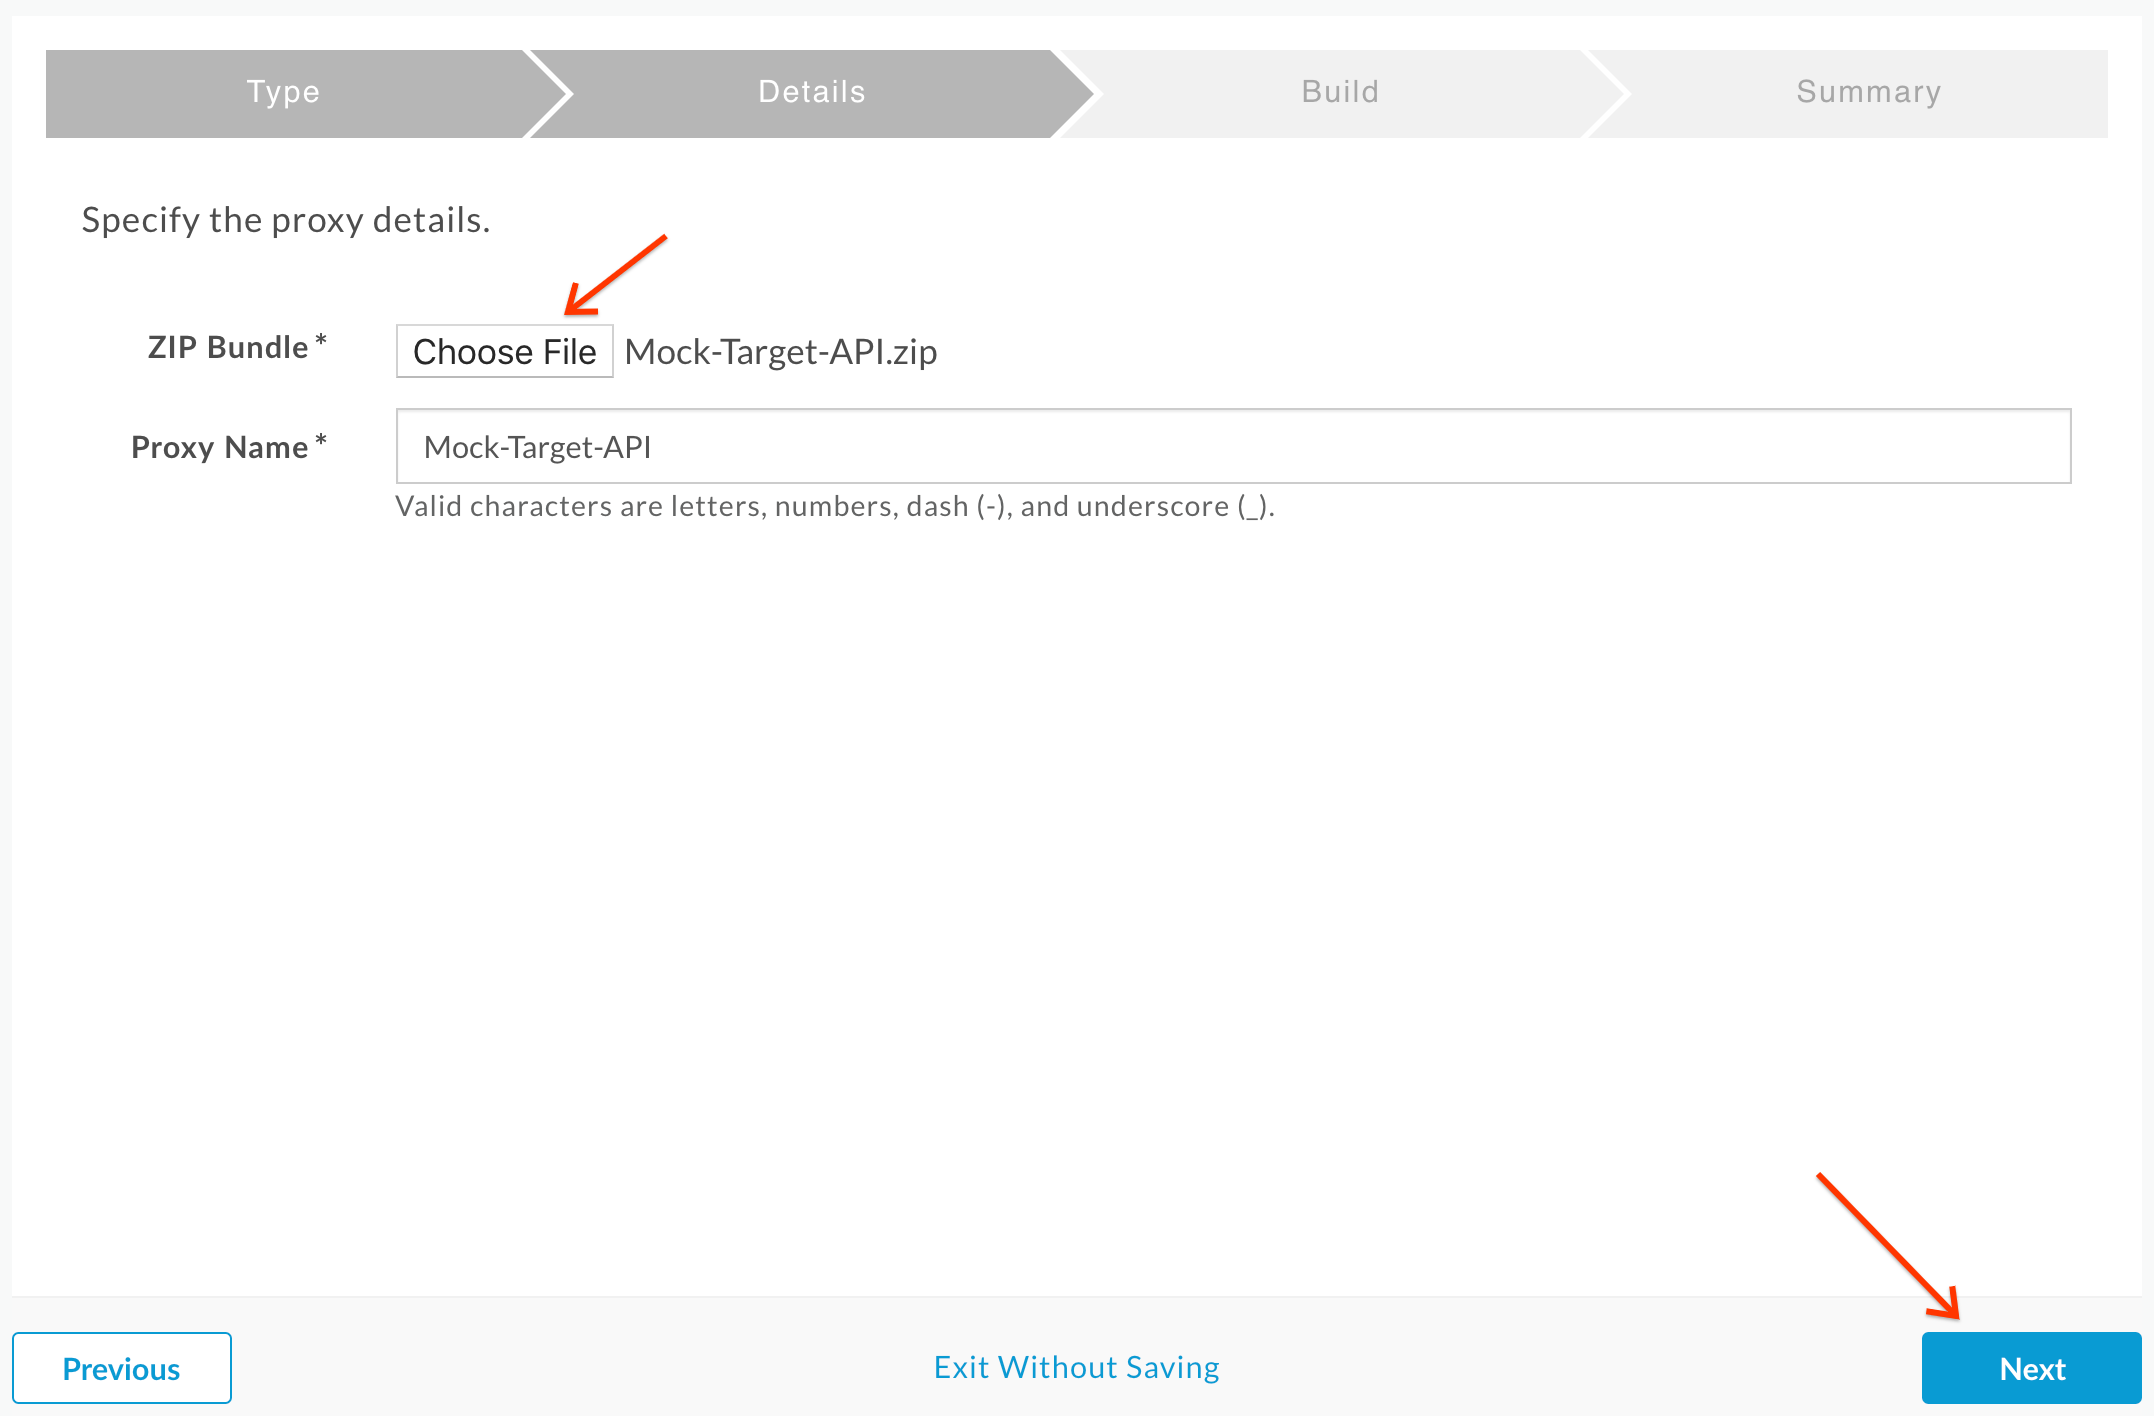 Type Details Build Summary
Specify the proxy details.
ZIP Bundle* Choose File Mock-Target-API.zip
Proxy Name* Mock-Target-API
Valid characters are letters, numbers, dash (-), and underscore (_).
Previous Exit Without Saving Next